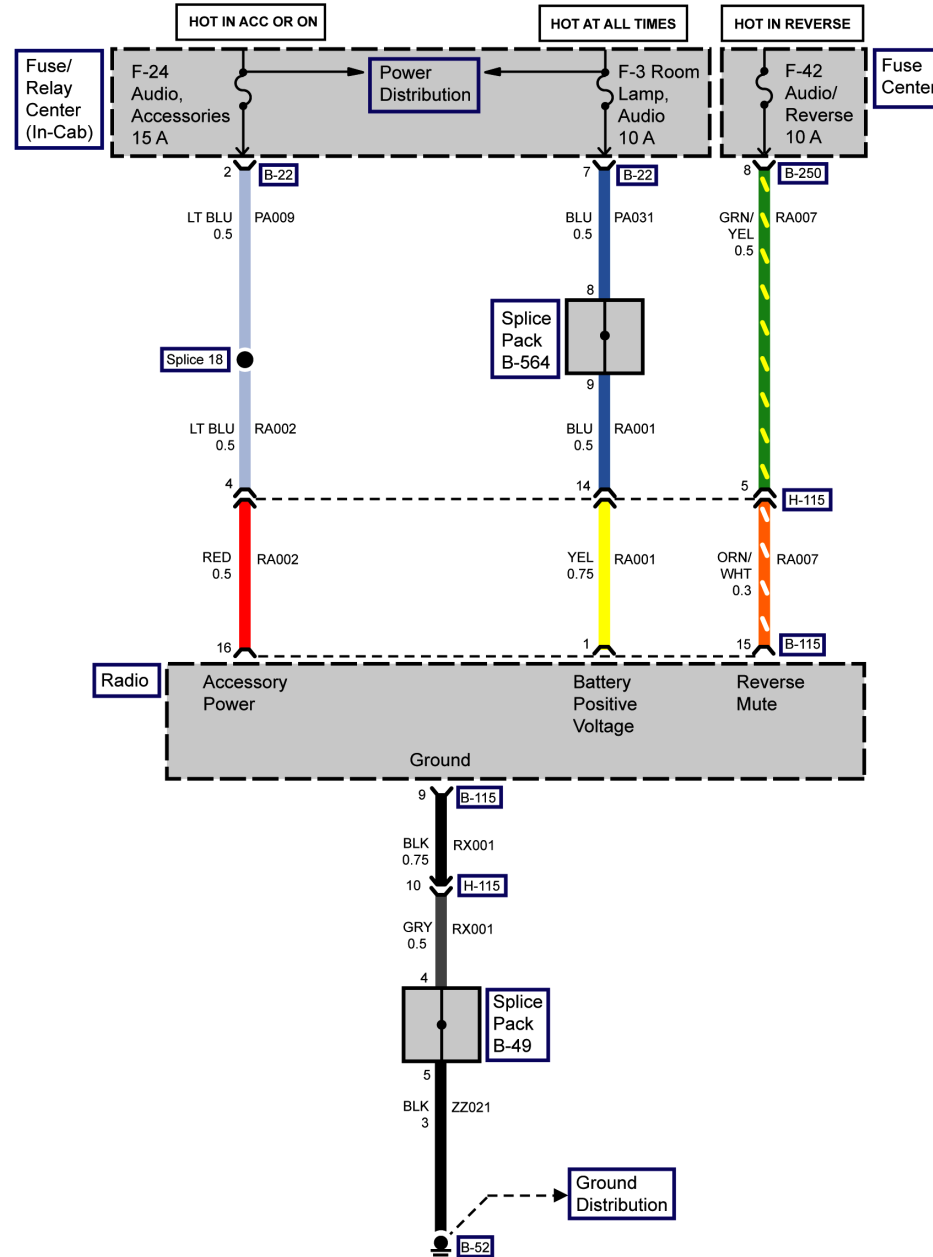 HOT IN ACC OR ON
HOT AT ALL TIMES
HOT IN REVERSE
Fuse/
Relay
Center
(In-Cab)
F-24
Audio,
Accessories
15 A
Power
Distribution
F-3 Room
Lamp,
Audio
10 A
F-42
Audio/
Reverse
10 A
Fuse
Center
2
B-22
7
B-22
8
B-250
LT BLU
0.5
PA009
BLU
0.5
PA031
GRN/
YEL
0.5
RA007
8
Splice
Pack
B-564
Splice 18
9
LT BLU
0.5
RA002
BLU
0.5
RA001
4
14
5
H-115
RED
0.5
RA002
YEL
0.75
RA001
ORN/
WHT
0.3
RA007
16
1
15
B-115
Radio
Accessory
Power
Battery
Positive
Voltage
Reverse
Mute
Ground
9
B-115
BLK
0.75
RX001
10
H-115
GRY
0.5
RX001
4
Splice
Pack
B-49
5
BLK
3
ZZ021
Ground
Distribution
B-52